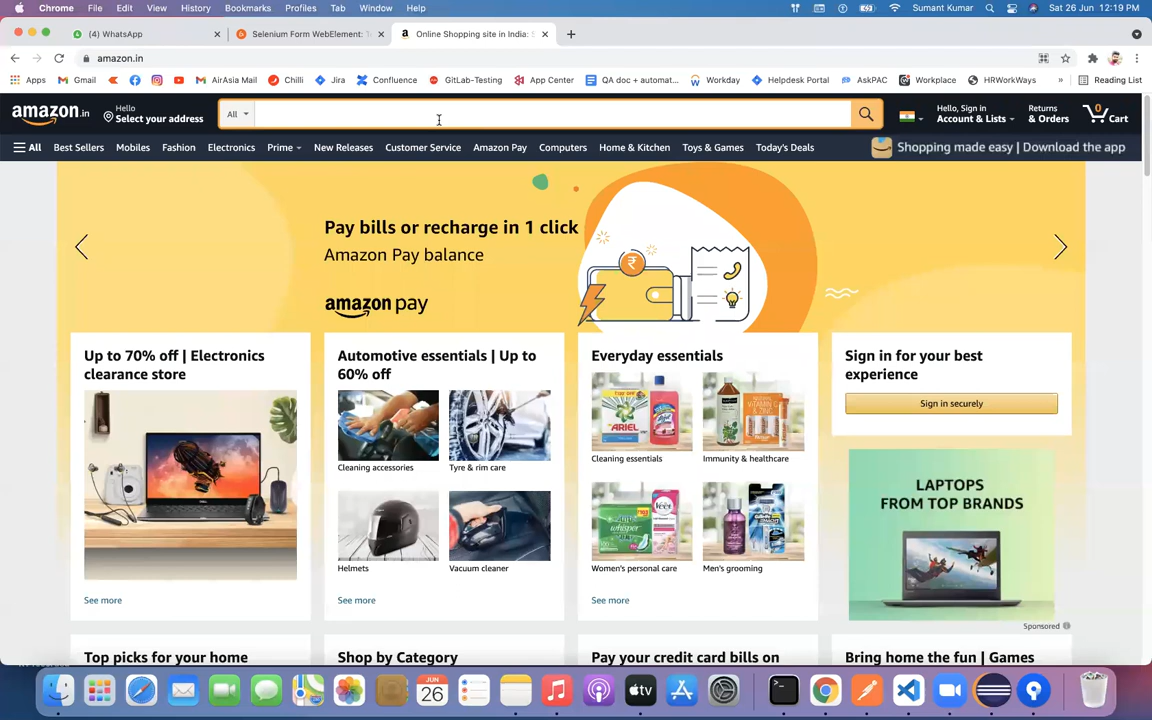 Chrome File Edit View History Bookmarks Profiles Tab Window Help Sumant Kumar Sat 26 Jun 12:19 PM
(4) WhatsApp
Selenium Form WebElement: T
Online Shopping site in India: S
amazon.in
Apps Gmail AirAsia Mail Chilli Jira Confluence GitLab-Testing App Center QA doc + automat... Workday Helpdesk Portal AskPAC Workplace HRWorkWays » Reading List
amazon.in
Hello
Select your address
All
Hello, Sign in
Account & Lists
Returns
& Orders
0
Cart
All Best Sellers Mobiles Fashion Electronics Prime New Releases Customer Service Amazon Pay Computers Home & Kitchen Toys & Games Today's Deals Shopping made easy | Download the app
Pay bills or recharge in 1 click
Amazon Pay balance
amazon pay
Up to 70% off | Electronics
clearance store
See more
Automotive essentials | Up to
60% off
Cleaning accessories
Tyre & rim care
Helmets
Vacuum cleaner
See more
Everyday essentials
ARIEL
Cleaning essentials
Immunity & healthcare
whisper
Veet
Women's personal care
Men's grooming
See more
Sign in for your best
experience
Sign in securely
LAPTOPS
FROM TOP BRANDS
Sponsored
Top picks for your home
Shop by Category
Pay your credit card bills on
Bring home the fun | Games
JUN
26
tv